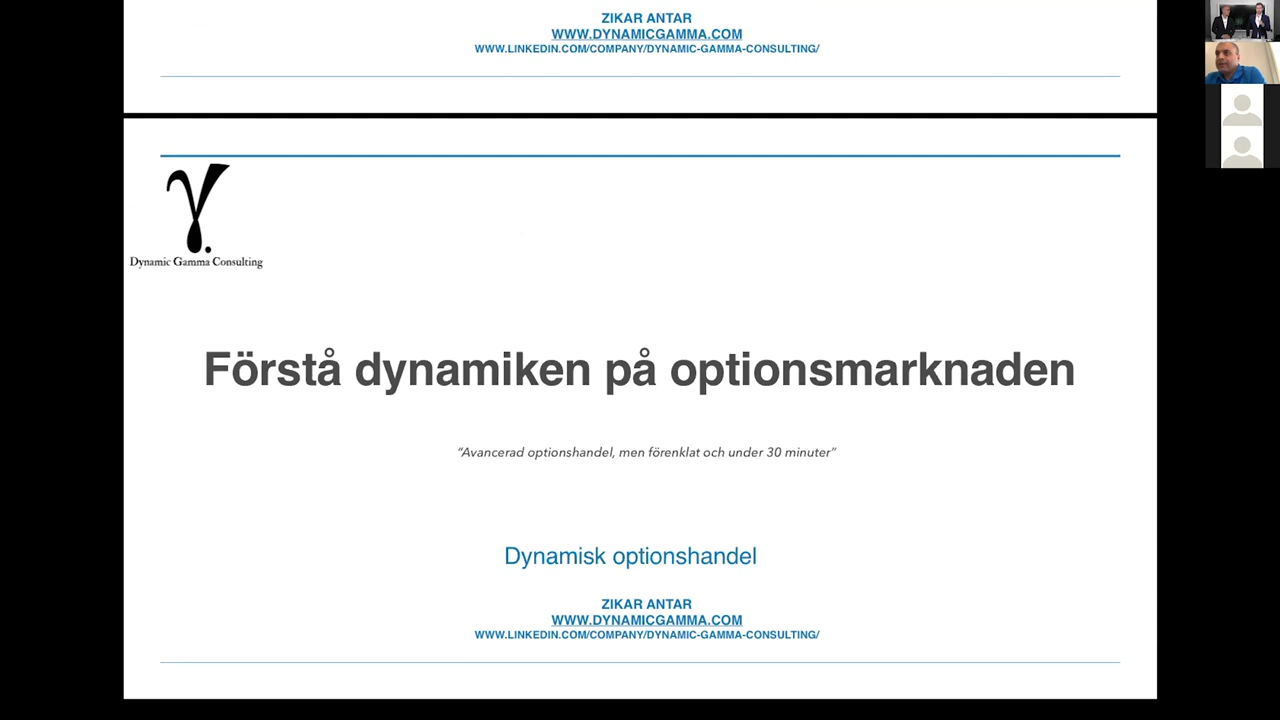 ZIKAR ANTAR
WWW.DYNAMICGAMMA.COM
WWW.LINKEDIN.COM/COMPANY/DYNAMIC-GAMMA-CONSULTING/
Dynamic Gamma Consulting
Förstå dynamiken på optionsmarknaden
“Avancerad optionshandel, men förenklat och under 30 minuter”
Dynamisk optionshandel
ZIKAR ANTAR
WWW.DYNAMICGAMMA.COM
WWW.LINKEDIN.COM/COMPANY/DYNAMIC-GAMMA-CONSULTING/